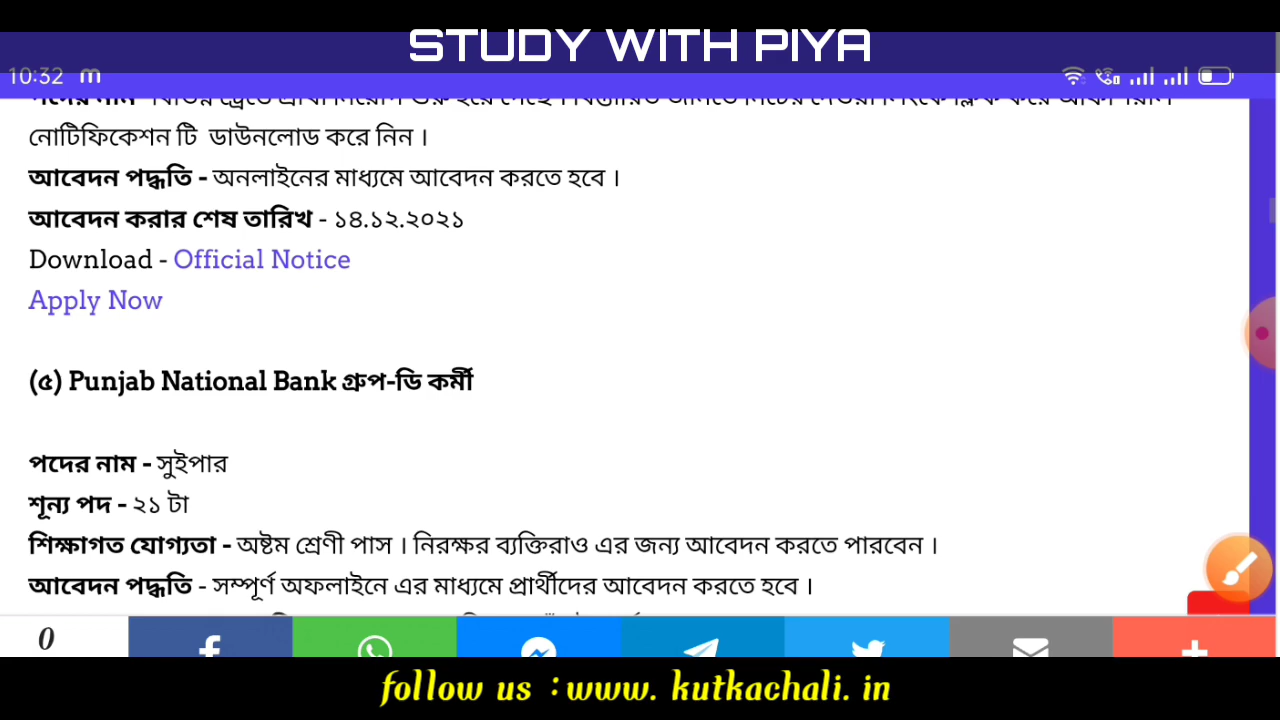 STUDY WITH PIYA
10:32 m
নোটিফিকেশন টি ডাউনলোড করে নিন ।
আবেদন পদ্ধতি - অনলাইনের মাধ্যমে আবেদন করতে হবে ।
আবেদন করার শেষ তারিখ - ১৪.১২.২০২১
Download - Official Notice
Apply Now
(৫) Punjab National Bank গ্রুপ-ডি কর্মী
পদের নাম - সুইপার
শূন্য পদ - ২১ টা
শিক্ষাগত যোগ্যতা - অষ্টম শ্রেণী পাস । নিরক্ষর ব্যক্তিরাও এর জন্য আবেদন করতে পারবেন ।
আবেদন পদ্ধতি - সম্পূর্ণ অফলাইনে এর মাধ্যমে প্রার্থীদের আবেদন করতে হবে ।
0
follow us : www. kutkachali. in